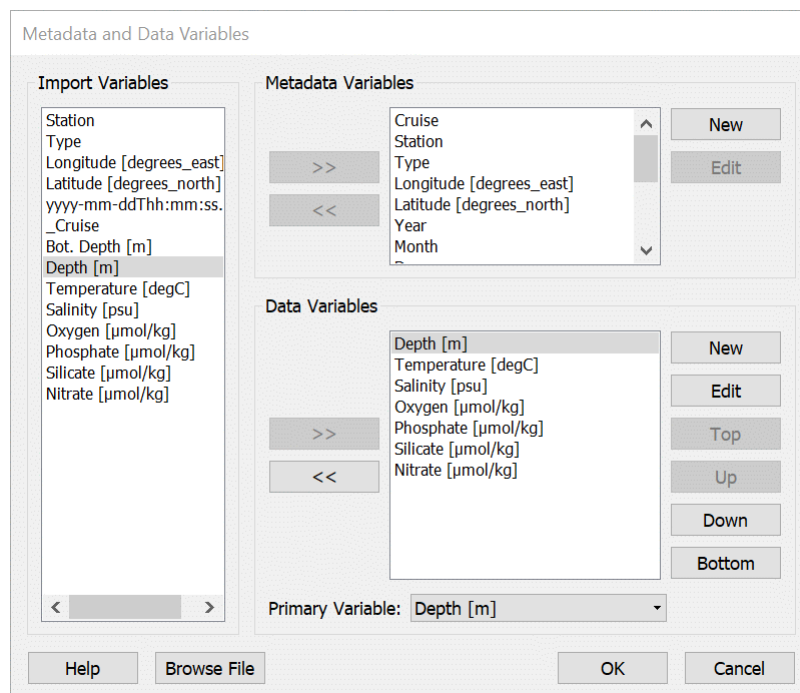 Metadata and Data Variables
Import Variables
Station
Type
Longitude [degrees_east]
Latitude [degrees_north]
yyyy-mm-ddThh:mm:ss.
_Cruise
Bot. Depth [m]
Depth [m]
Temperature [degC]
Salinity [psu]
Oxygen [µmol/kg]
Phosphate [µmol/kg]
Silicate [µmol/kg]
Nitrate [µmol/kg]
Metadata Variables
>>
<<
Cruise
Station
Type
Longitude [degrees_east]
Latitude [degrees_north]
Year
Month
New
Edit
Data Variables
>>
<<
Depth [m]
Temperature [degC]
Salinity [psu]
Oxygen [µmol/kg]
Phosphate [µmol/kg]
Silicate [µmol/kg]
Nitrate [µmol/kg]
New
Edit
Top
Up
Down
Bottom
Primary Variable: Depth [m]
Help
Browse File
OK
Cancel